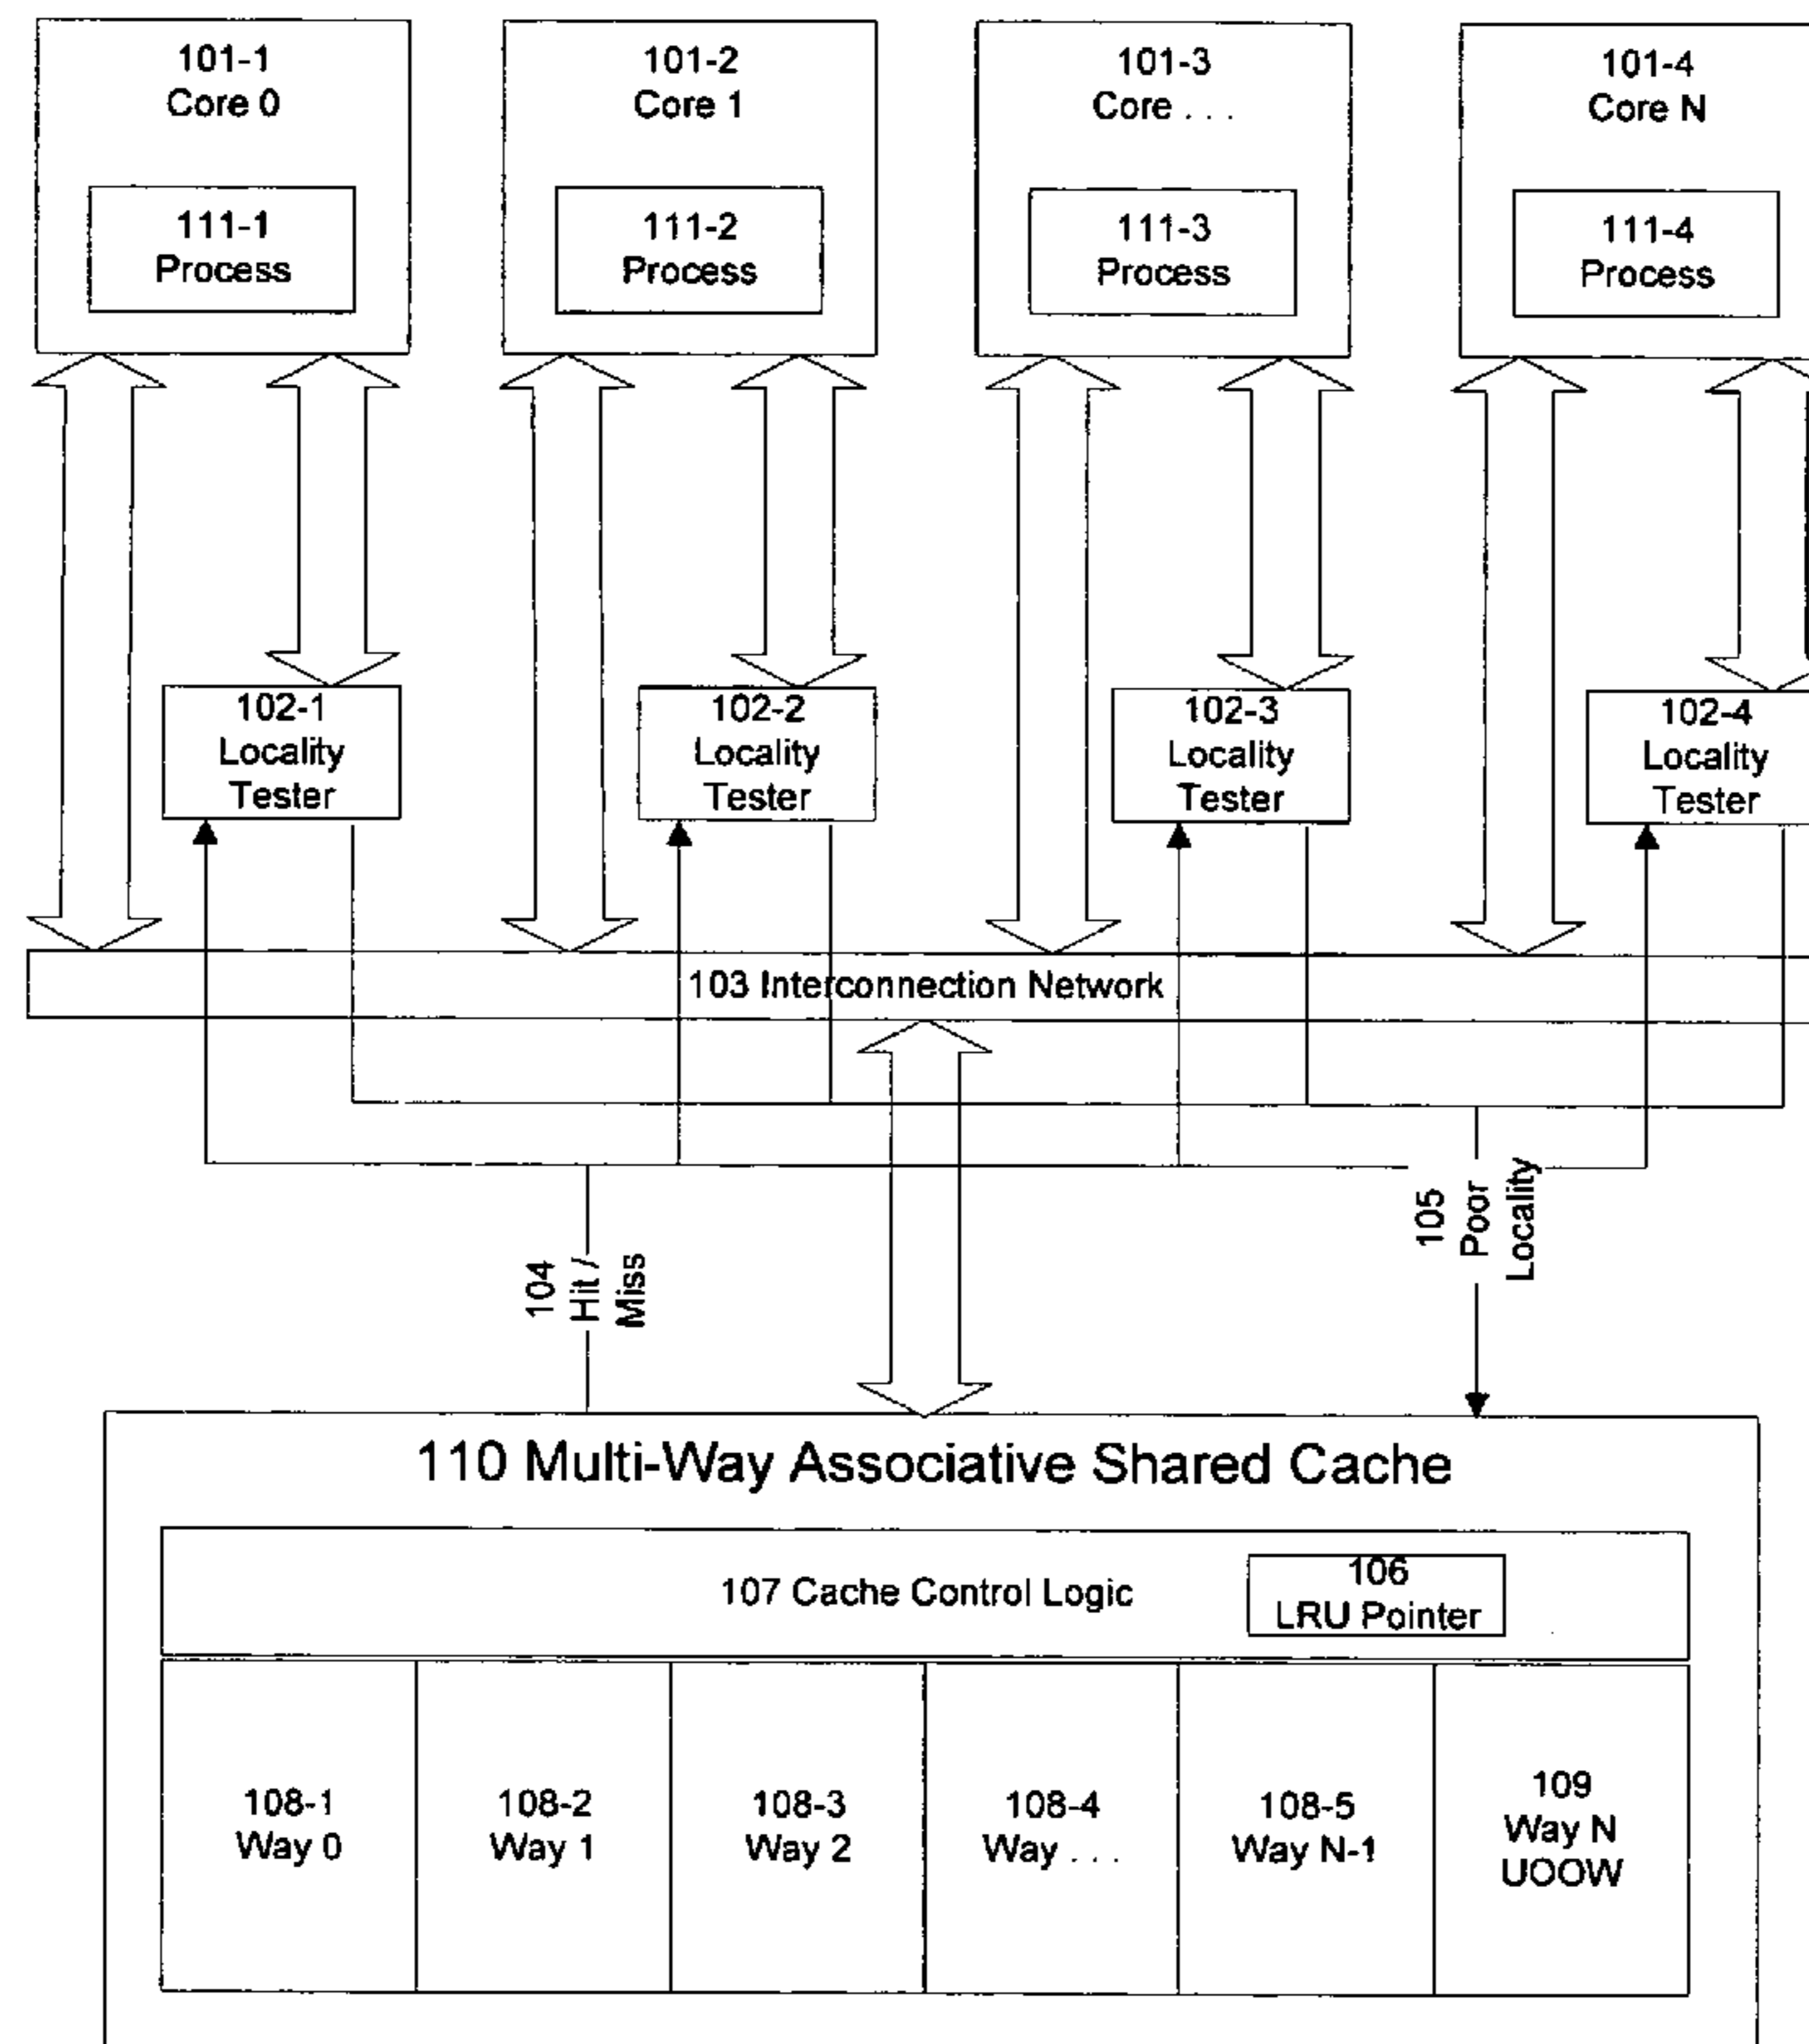 101-1
Core 0
101-2
Core 1
101-3
Core . . .
101-4
Core N
111-1
Process
111-2
Process
111-3
Process
111-4
Process
102-1
Locality
Tester
102-2
Locality
Tester
102-3
Locality
Tester
102-4
Locality
Tester
103 Interconnection Network
104
Hit /
Miss
105
Poor
Locality
110 Multi-Way Associative Shared Cache
107 Cache Control Logic
106
LRU Pointer
108-1
Way 0
108-2
Way 1
108-3
Way 2
108-4
Way . . .
108-5
Way N-1
109
Way N
UOOW